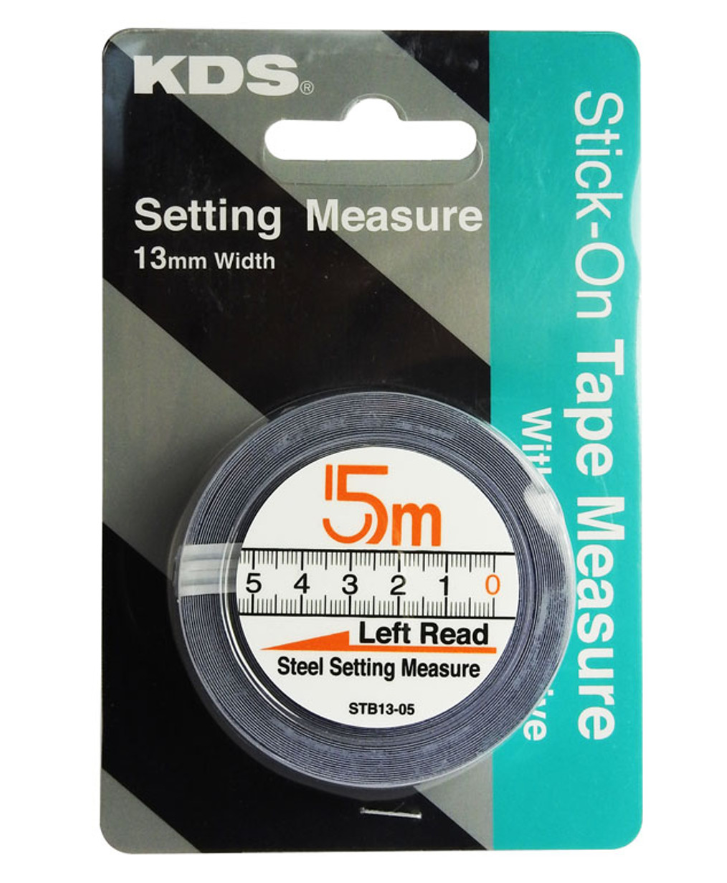 KDS®
Setting Measure
13mm Width
Stick-On Tape Measure
5m
5 4 3 2 1 0
Left Read
Steel Setting Measure
STB13-05